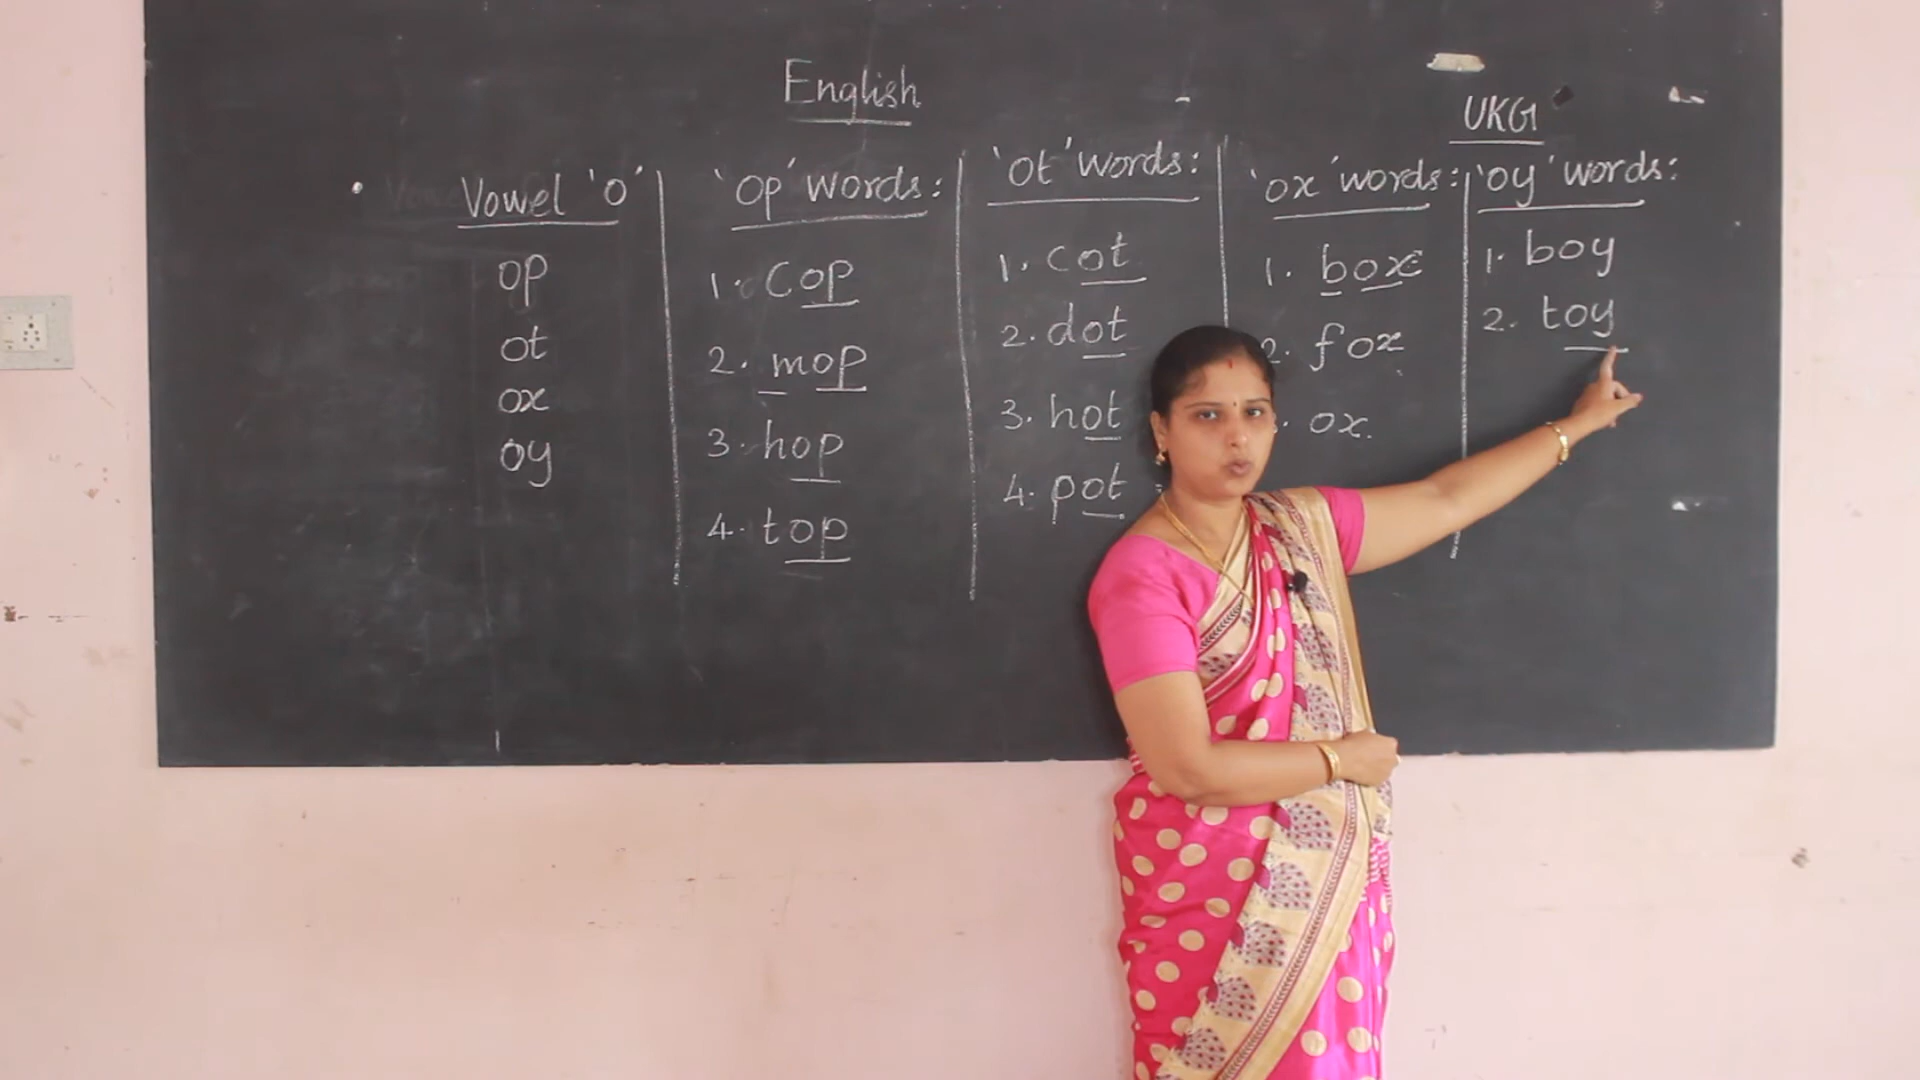 English
UKG
Vowel 'o'
op
ot
ox
oy
'op' words:
1. cop
2. mop
3. hop
4. top
'ot' words:
1. cot
2. dot
3. hot
4. pot
'ox' words:
1. box
2. fox
ox.
'oy' words:
1. boy
2. toy